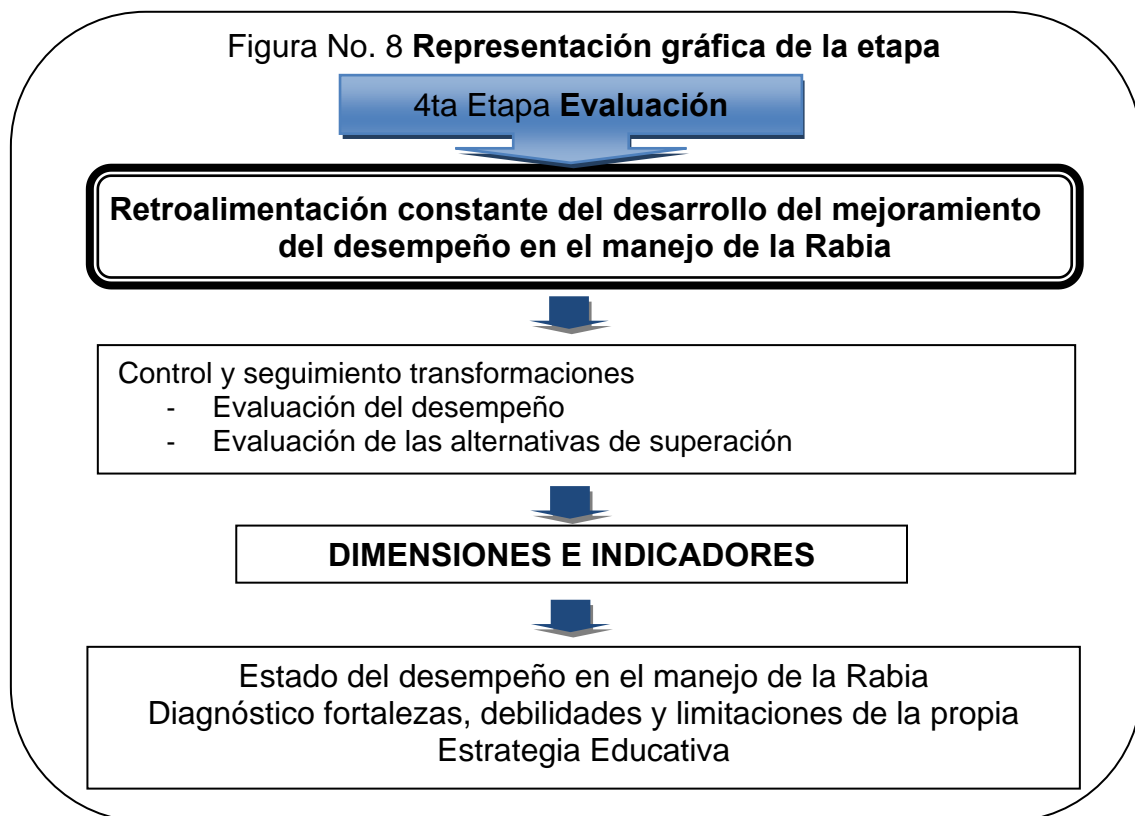 Figura No. 8 Representación gráfica de la etapa
4ta Etapa Evaluación
Retroalimentación constante del desarrollo del mejoramiento
del desempeño en el manejo de la Rabia
Control y seguimiento transformaciones
- Evaluación del desempeño
- Evaluación de las alternativas de superación
DIMENSIONES E INDICADORES
Estado del desempeño en el manejo de la Rabia
Diagnóstico fortalezas, debilidades y limitaciones de la propia
Estrategia Educativa